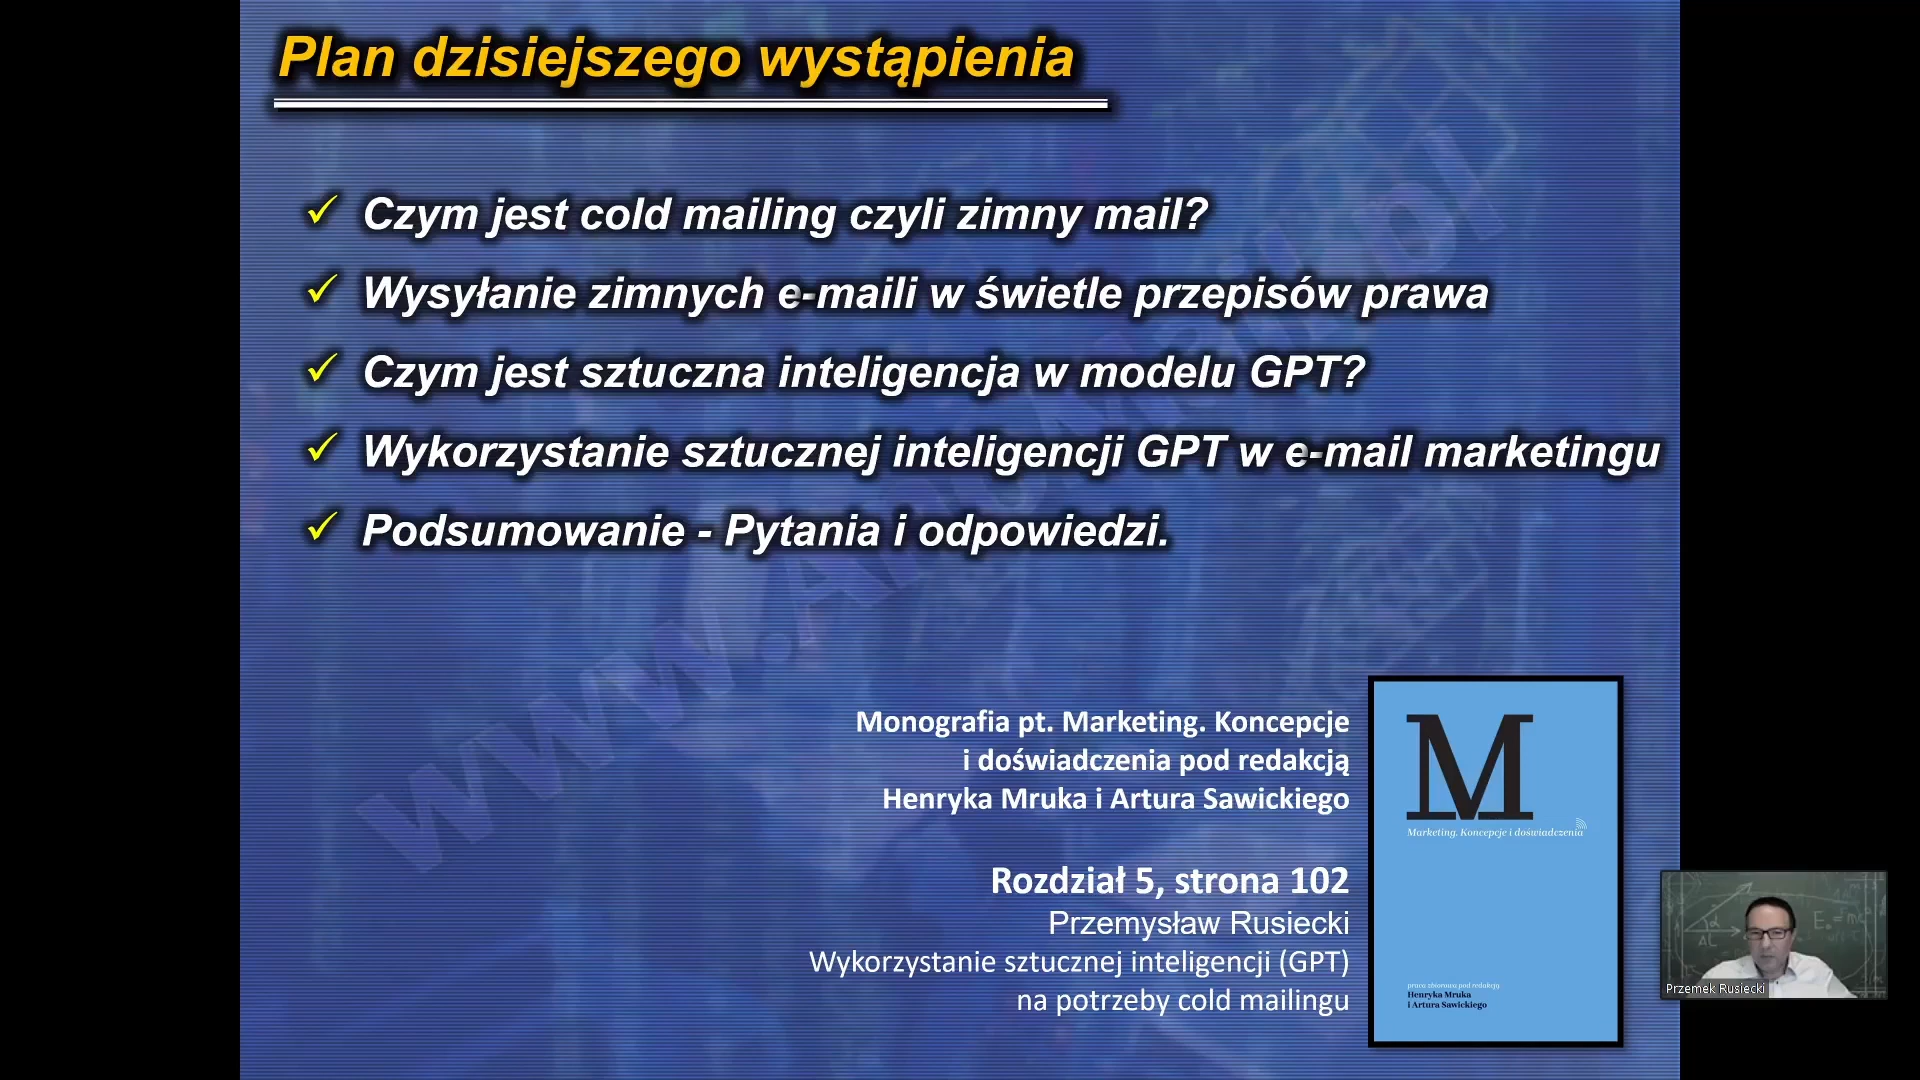 Plan dzisiejszego wystąpienia
Czym jest cold mailing czyli zimny mail?
Wysyłanie zimnych e-maili w świetle przepisów prawa
Czym jest sztuczna inteligencja w modelu GPT?
Wykorzystanie sztucznej inteligencji GPT w e-mail marketingu
Podsumowanie - Pytania i odpowiedzi.
Monografia pt. Marketing. Koncepcje
i doświadczenia pod redakcją
Henryka Mruka i Artura Sawickiego
Rozdział 5, strona 102
Przemysław Rusiecki
Wykorzystanie sztucznej inteligencji (GPT)
na potrzeby cold mailingu
M
Marketing. Koncepcje i doświadczenia
praca zbiorowa pod redakcją
Henryka Mruka
i Artura Sawickiego
Przemek Rusiecki